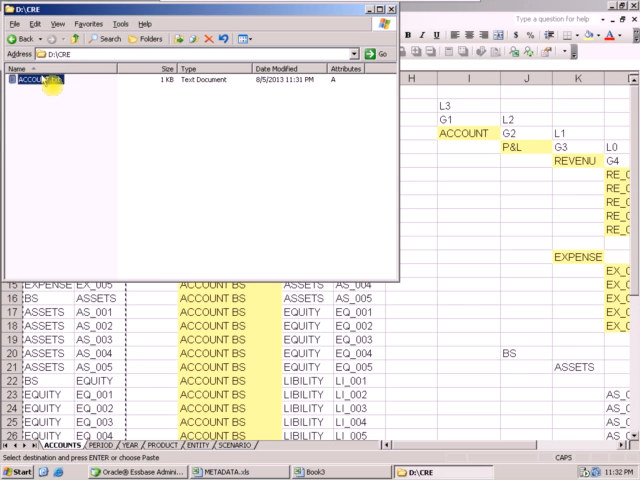 D:\CRE
File Edit View Favorites Tools Help
Back Search Folders
Address D:\CRE Go
Name Size Type Date Modified Attributes
1 KB Text Document 8/5/2013 11:31 PM A
Type a question for help
B I U $ %
H I J K
L3
G1 L2
ACCOUNT G2 L1
P&L G3 L0
REVENU G4
EXPENSE
15 EXPENSE EX_005 ACCOUNT BS ASSETS AS_004
16 BS ASSETS ACCOUNT BS ASSETS AS_005
17 ASSETS AS_001 ACCOUNT BS EQUITY EQ_001
18 ASSETS AS_002 ACCOUNT BS EQUITY EQ_002
19 ASSETS AS_003 ACCOUNT BS EQUITY EQ_003
20 ASSETS AS_004 ACCOUNT BS EQUITY EQ_004 BS
21 ASSETS AS_005 ACCOUNT BS EQUITY EQ_005 ASSETS
22 BS EQUITY ACCOUNT BS LIBILITY LI_001
23 EQUITY EQ_001 ACCOUNT BS LIBILITY LI_002
24 EQUITY EQ_002 ACCOUNT BS LIBILITY LI_003
25 EQUITY EQ_003 ACCOUNT BS LIBILITY LI_004
26 EQUITY EQ_004 ACCOUNT BS LIBILITY LI_005
ACCOUNTS PERIOD YEAR PRODUCT ENTITY SCENARIO
Select destination and press ENTER or choose Paste CAPS
Start Oracle® Essbase Admini... METADATA.xls Book3 D:\CRE 11:32 PM